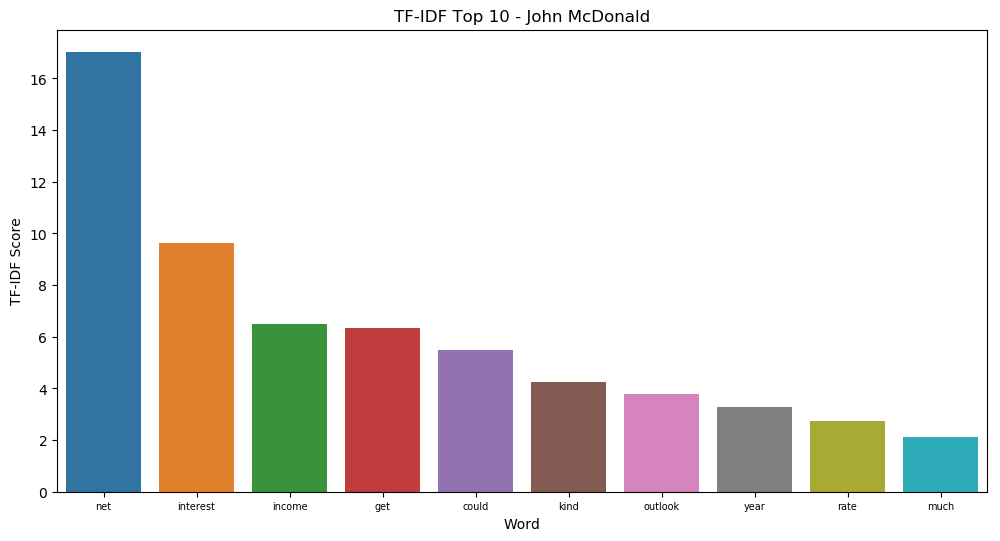 TF-IDF Top 10 - John McDonald
TF-IDF Score
16
14
12
10
8
6
4
2
0
net interest income get could kind outlook year rate much
Word